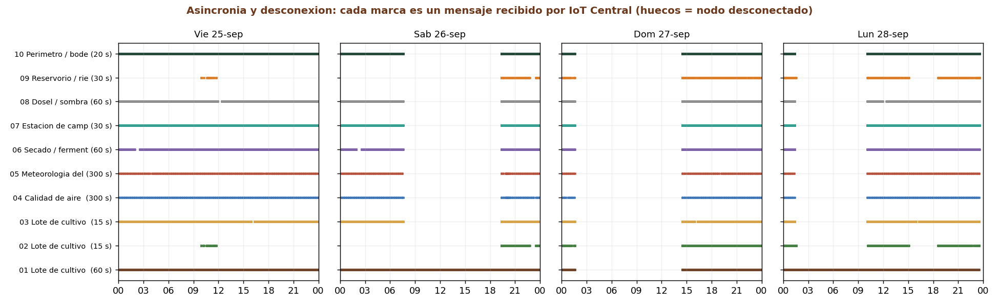 Asincronia y desconexion: cada marca es un mensaje recibido por IoT Central (huecos = nodo desconectado)
Vie 25-sep
Sab 26-sep
Dom 27-sep
Lun 28-sep
10 Perimetro / bode (20 s)
09 Reservorio / rie (30 s)
08 Dosel / sombra (60 s)
07 Estacion de camp (30 s)
06 Secado / ferment (60 s)
05 Meteorologia del (300 s)
04 Calidad de aire  (300 s)
03 Lote de cultivo  (15 s)
02 Lote de cultivo  (15 s)
01 Lote de cultivo  (60 s)
00 03 06 09 12 15 18 21 00
00 03 06 09 12 15 18 21 00
00 03 06 09 12 15 18 21 00
00 03 06 09 12 15 18 21 00